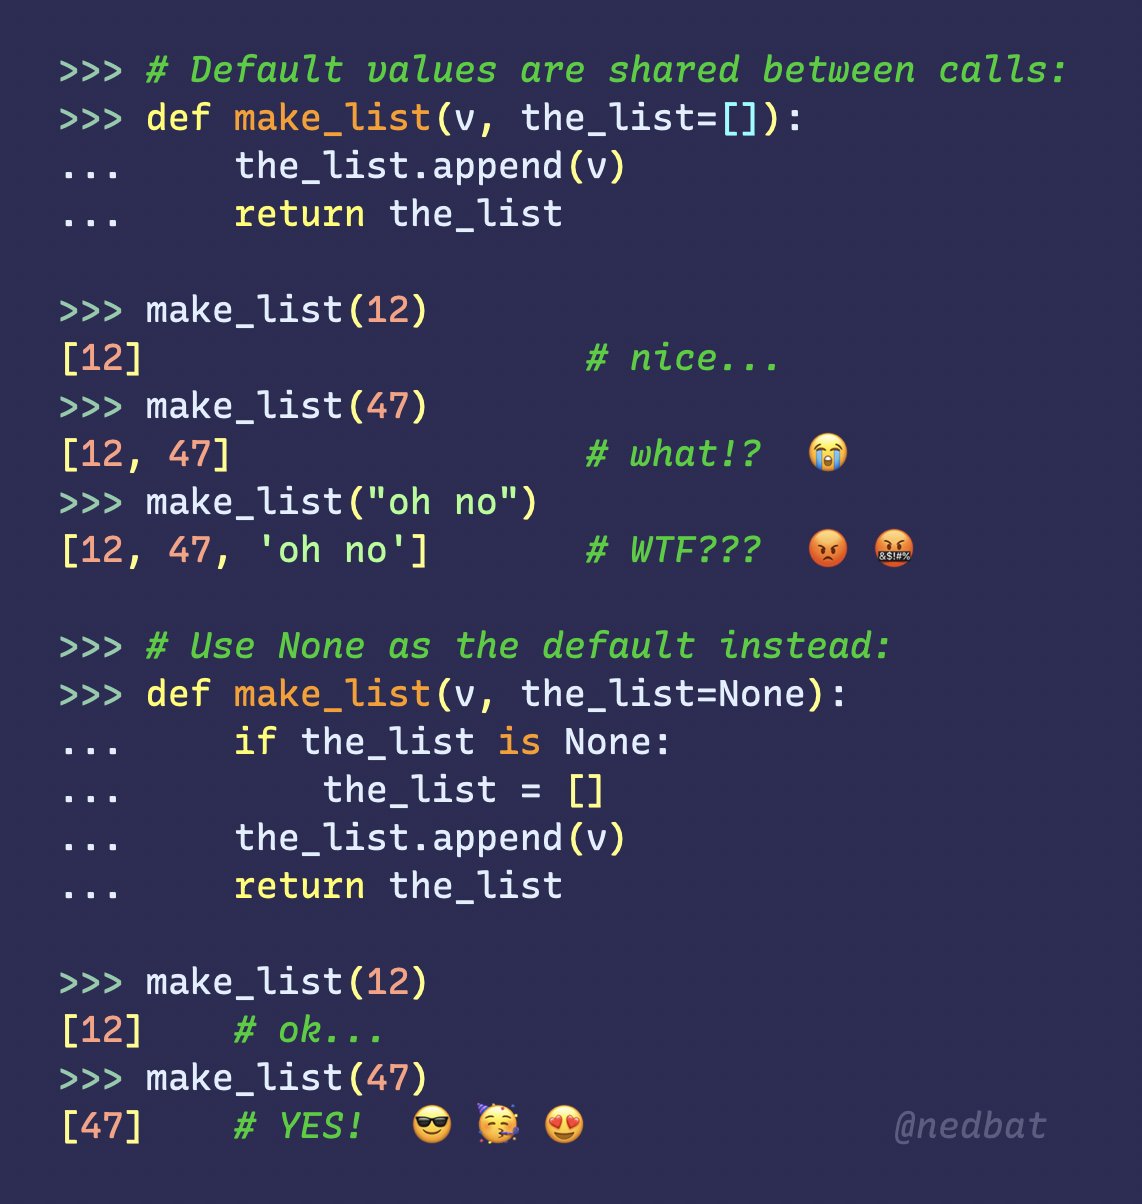 >>> # Default values are shared between calls:
>>> def make_list(v, the_list=[]):
...     the_list.append(v)
...     return the_list

>>> make_list(12)
[12]                    # nice...
>>> make_list(47)
[12, 47]                # what!?  😭
>>> make_list("oh no")
[12, 47, 'oh no']       # WTF???  😡 🤬

>>> # Use None as the default instead:
>>> def make_list(v, the_list=None):
...     if the_list is None:
...         the_list = []
...     the_list.append(v)
...     return the_list

>>> make_list(12)
[12]    # ok...
>>> make_list(47)
[47]    # YES!  😎 🥳 😍
@nedbat